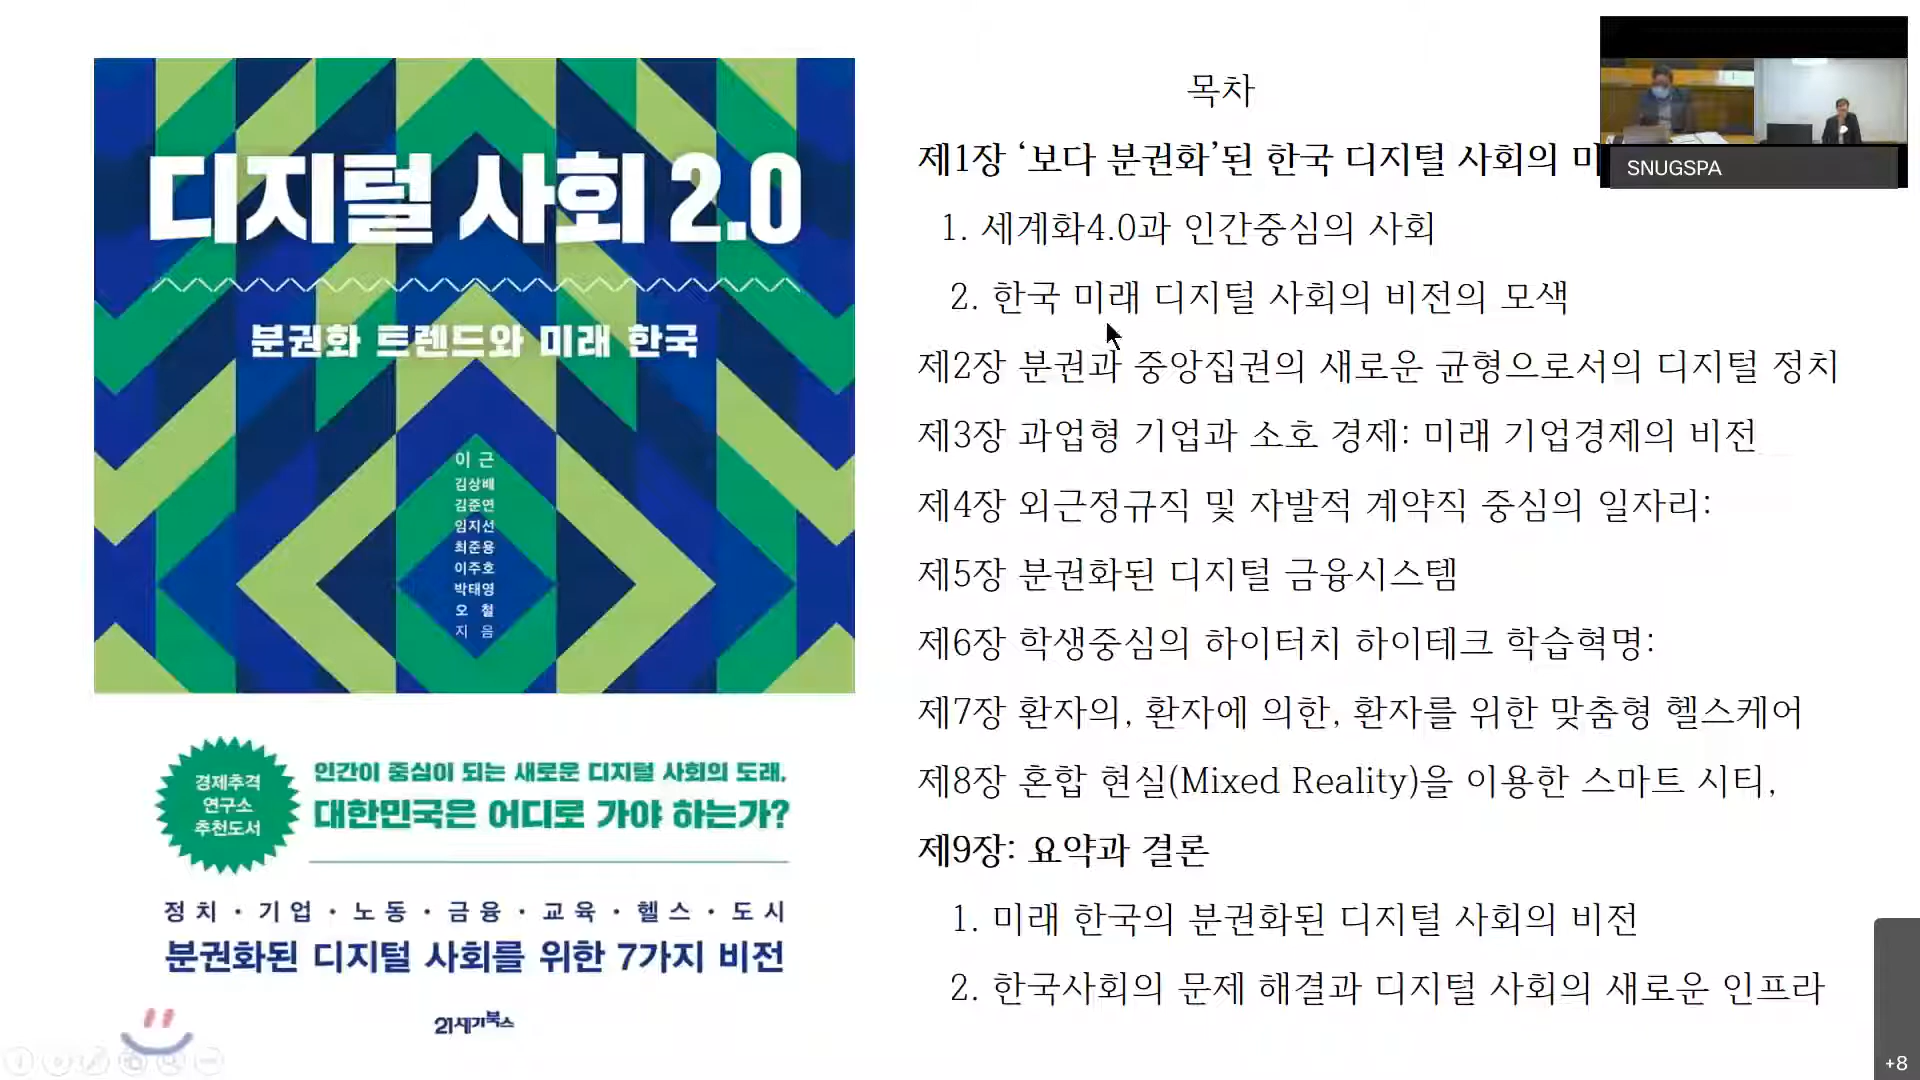 디지털 사회 2.0
분권화 트렌드와 미래 한국
이 근
김상배
김준연
임지선
최준용
이주호
박태영
오 철
지 음
경제추격
연구소
추천도서
인간이 중심이 되는 새로운 디지털 사회의 도래,
대한민국은 어디로 가야 하는가?
정치 · 기업 · 노동 · 금융 · 교육 · 헬스 · 도시
분권화된 디지털 사회를 위한 7가지 비전
21세기북스
목차
제1장 ‘보다 분권화’된 한국 디지털 사회의 미
1. 세계화4.0과 인간중심의 사회
2. 한국 미래 디지털 사회의 비전의 모색
제2장 분권과 중앙집권의 새로운 균형으로서의 디지털 정치
제3장 과업형 기업과 소호 경제: 미래 기업경제의 비전
제4장 외근정규직 및 자발적 계약직 중심의 일자리:
제5장 분권화된 디지털 금융시스템
제6장 학생중심의 하이터치 하이테크 학습혁명:
제7장 환자의, 환자에 의한, 환자를 위한 맞춤형 헬스케어
제8장 혼합 현실(Mixed Reality)을 이용한 스마트 시티,
제9장: 요약과 결론
1. 미래 한국의 분권화된 디지털 사회의 비전
2. 한국사회의 문제 해결과 디지털 사회의 새로운 인프라
SNUGSPA
+8